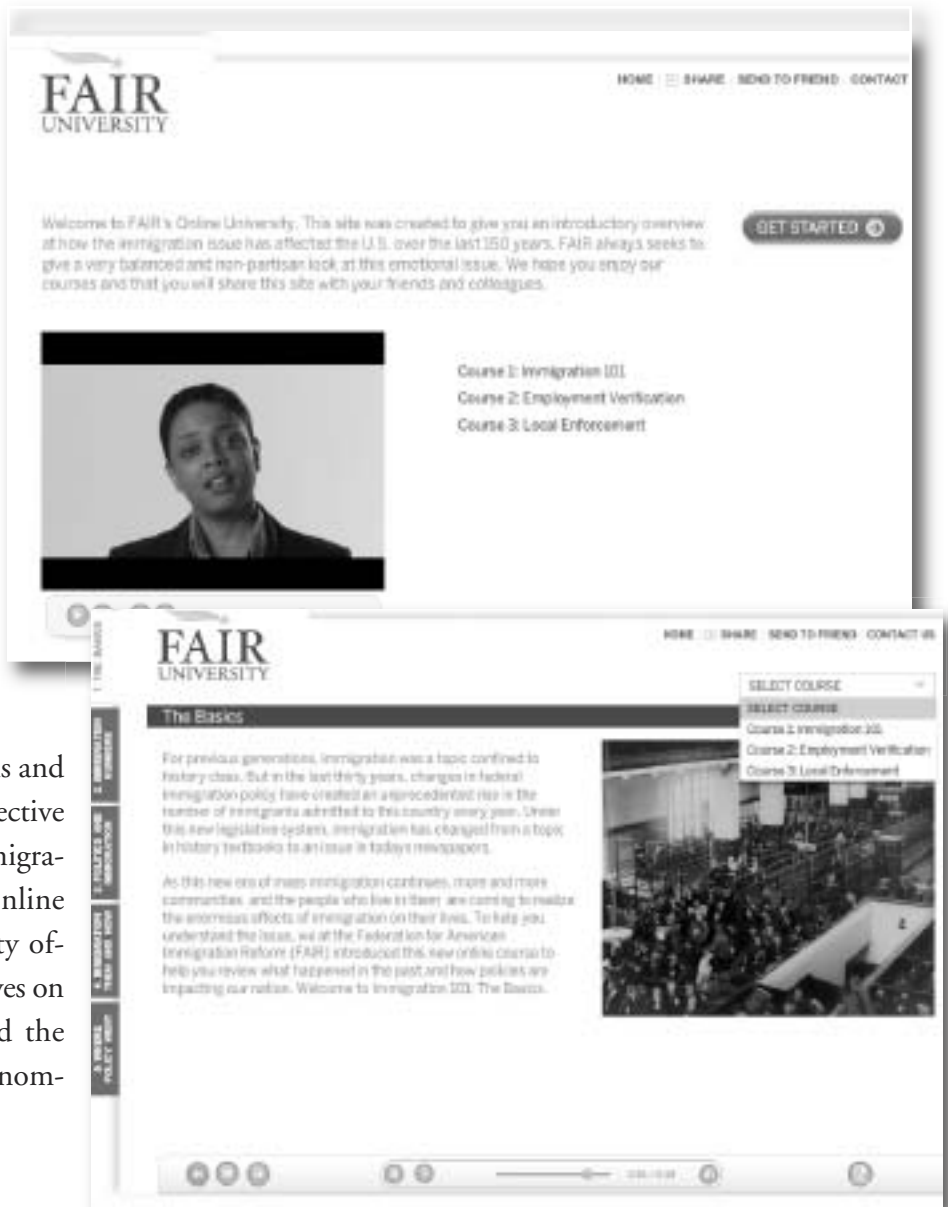 FAIR
UNIVERSITY
HOME SHARE SEND TO FRIEND CONTACT
Welcome to FAIR's Online University. This site was created to give you an introductory overview
at how the immigration issue has affected the U.S. over the last 150 years. FAIR always seeks to
give a very balanced and non-partisan look at this emotional issue. We hope you enjoy our
courses and that you will share this site with your friends and colleagues.
GET STARTED
Course 1: Immigration 101
Course 2: Employment Verification
Course 3: Local Enforcement
FAIR
UNIVERSITY
HOME SHARE SEND TO FRIEND CONTACT US
SELECT COURSE
SELECT COURSE
Course 1: Immigration 101
Course 2: Employment Verification
Course 3: Local Enforcement
1. THE BASICS
The Basics
For previous generations, immigration was a topic confined to
history class. But in the last thirty years, changes in federal
immigration policy have created an unprecedented rise in the
number of immigrants admitted to this country every year. Under
this new legislative system, immigration has changed from a topic
in history textbooks to an issue in todays newspapers.
As this new era of mass immigration continues, more and more
communities, and the people who live in them are coming to realize
the enormous effects of immigration on their lives. To help you
understand the issue, we at the Federation for American
Immigration Reform (FAIR) introduced this new online course to
help you review what happened in the past and how policies are
impacting our nation. Welcome to Immigration 101: The Basics.
s and
ective
nigra-
nline
ty of-
ves on
d the
nom-